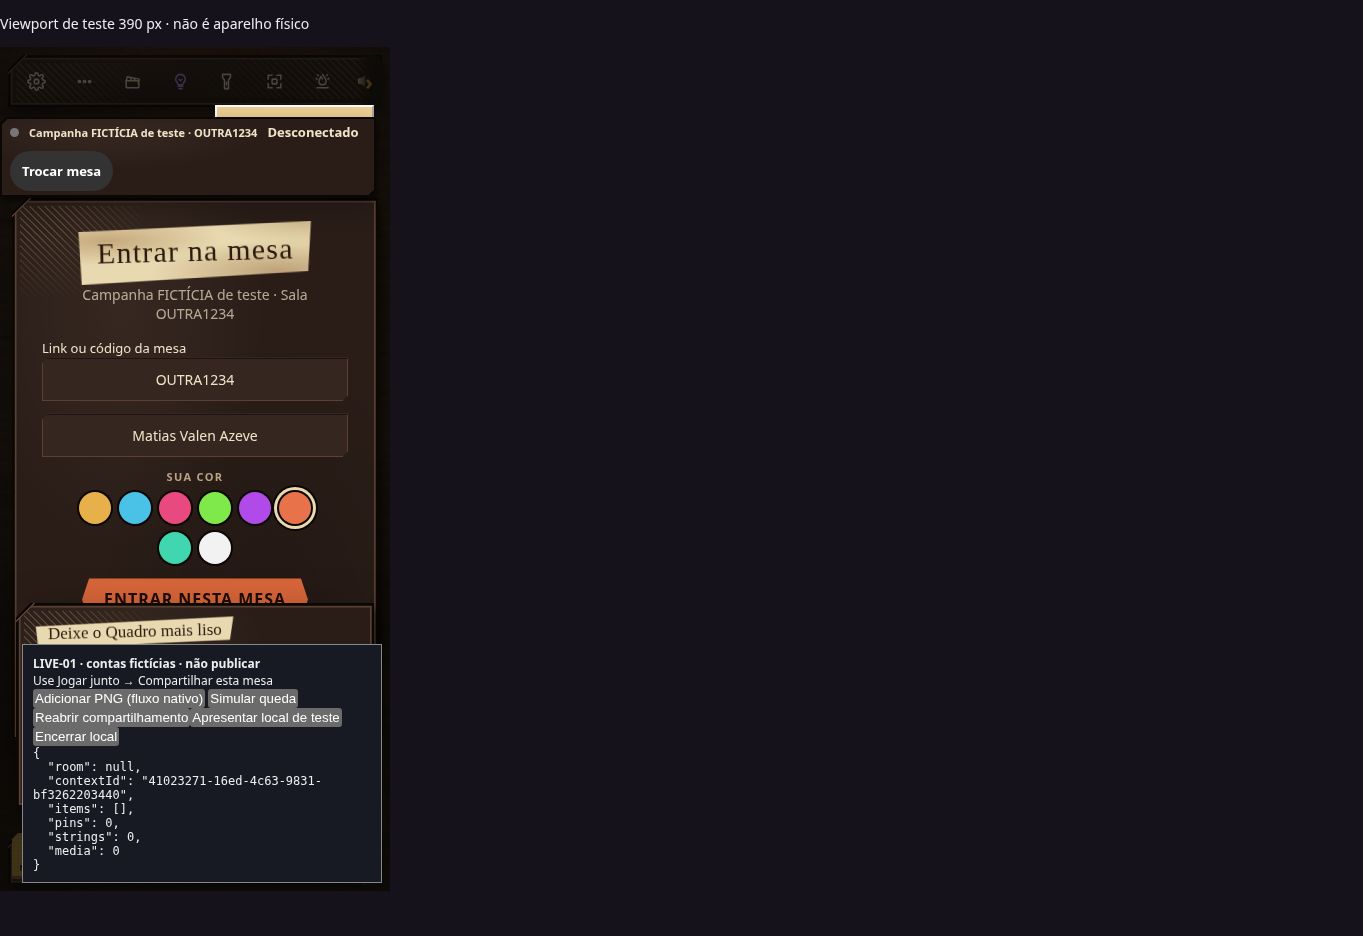 Viewport de teste 390 px · não é aparelho físico
Campanha FICTÍCIA de teste · OUTRA1234 Desconectado
Trocar mesa
Entrar na mesa
Campanha FICTÍCIA de teste · Sala
OUTRA1234
Link ou código da mesa
OUTRA1234
Matias Valen Azeve
SUA COR
ENTRAR NESTA MESA
Deixe o Quadro mais liso
LIVE-01 · contas fictícias · não publicar
Use Jogar junto → Compartilhar esta mesa
Adicionar PNG (fluxo nativo) Simular queda
Reabrir compartilhamento Apresentar local de teste
Encerrar local
{
"room": null,
"contextId": "41023271-16ed-4c63-9831-
bf3262203440",
"items": [],
"pins": 0,
"strings": 0,
"media": 0
}